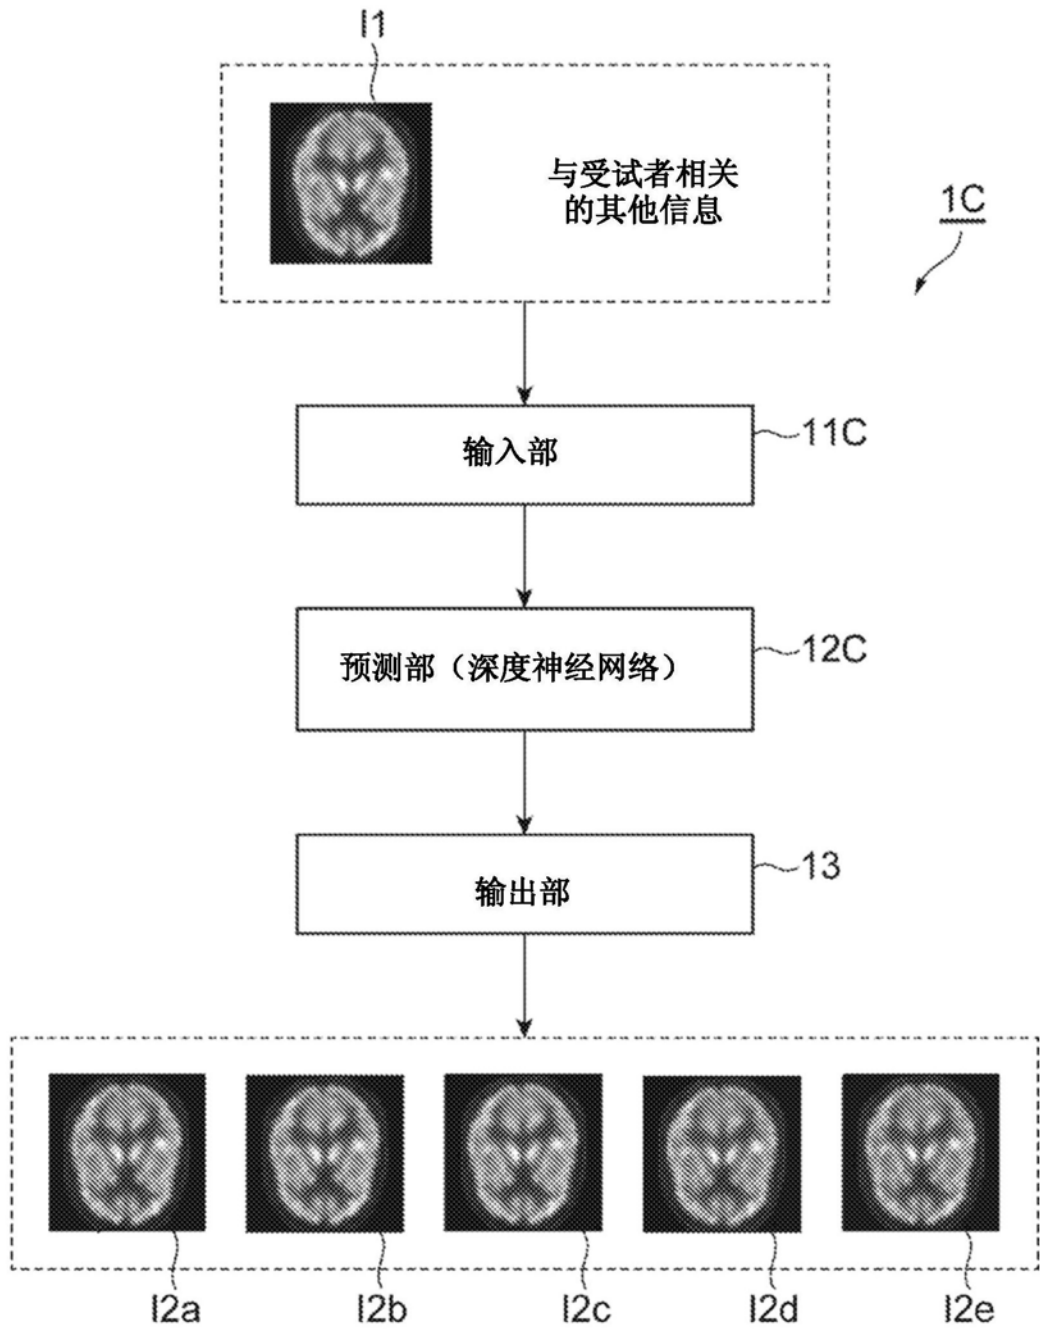 I1
与受试者相关
的其他信息
1C
输入部
11C
预测部（深度神经网络）
12C
输出部
13
I2a
I2b
I2c
I2d
I2e